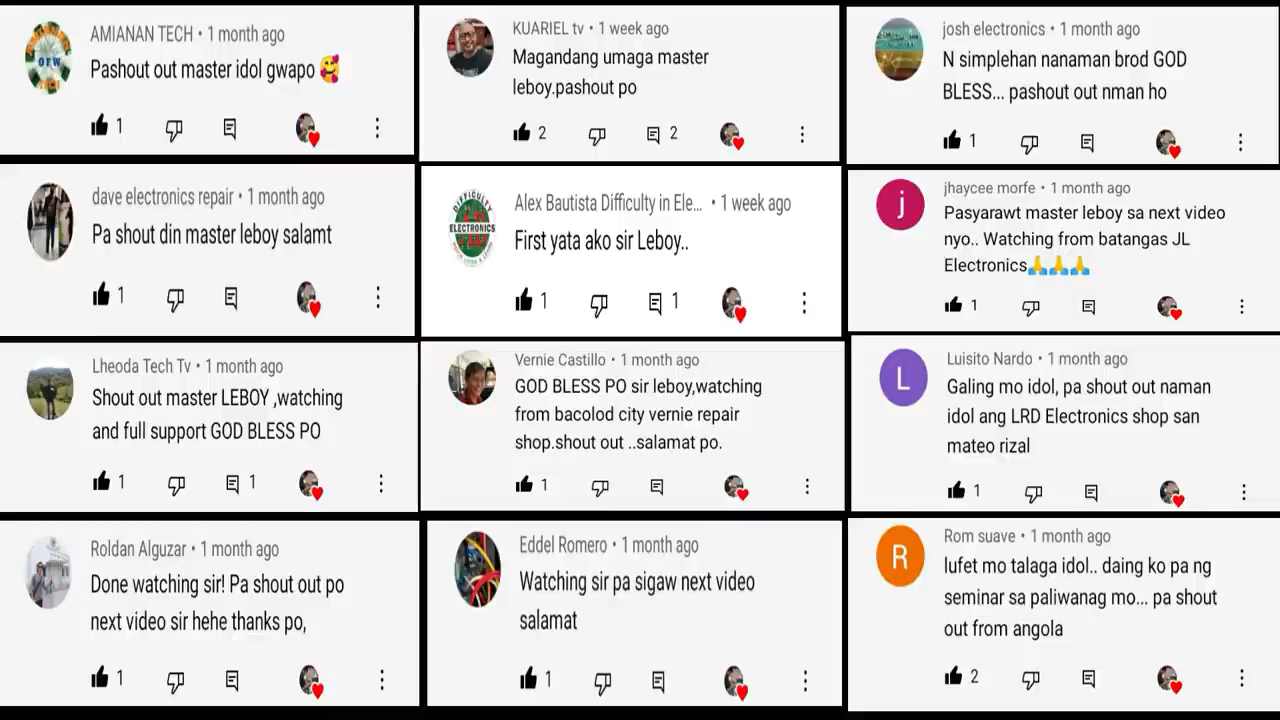 AMIANAN TECH • 1 month ago
Pashout out master idol gwapo 🥰
1
KUARIEL tv • 1 week ago
Magandang umaga master
leboy.pashout po
2 2
josh electronics • 1 month ago
N simplehan nanaman brod GOD
BLESS... pashout out nman ho
1
dave electronics repair • 1 month ago
Pa shout din master leboy salamt
1
DIFFICULTY
ELECTRONICS
Alex Bautista Difficulty in Ele... • 1 week ago
First yata ako sir Leboy..
1 1
j
jhaycee morfe • 1 month ago
Pasyarawt master leboy sa next video
nyo.. Watching from batangas JL
Electronics🙏🙏🙏
1
Lheoda Tech Tv • 1 month ago
Shout out master LEBOY ,watching
and full support GOD BLESS PO
1 1
Vernie Castillo • 1 month ago
GOD BLESS PO sir leboy,watching
from bacolod city vernie repair
shop.shout out ..salamat po.
1
L
Luisito Nardo • 1 month ago
Galing mo idol, pa shout out naman
idol ang LRD Electronics shop san
mateo rizal
1
Roldan Alguzar • 1 month ago
Done watching sir! Pa shout out po
next video sir hehe thanks po,
1
Eddel Romero • 1 month ago
Watching sir pa sigaw next video
salamat
1
R
Rom suave • 1 month ago
lufet mo talaga idol.. daing ko pa ng
seminar sa paliwanag mo... pa shout
out from angola
2